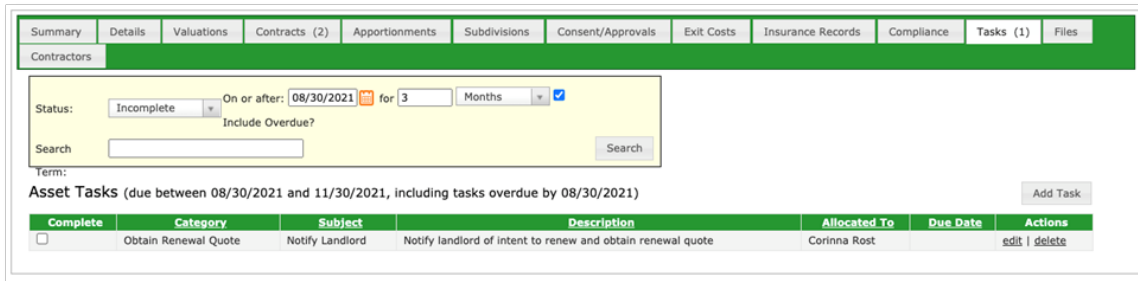 Summary Details Valuations Contracts (2) Apportionments Subdivisions Consent/Approvals Exit Costs Insurance Records Compliance Tasks (1) Files
Contractors
Status: Incomplete On or after: 08/30/2021 for 3 Months
Include Overdue?
Search Search
Term:
Asset Tasks (due between 08/30/2021 and 11/30/2021, including tasks overdue by 08/30/2021) Add Task
Complete Category Subject Description Allocated To Due Date Actions
Obtain Renewal Quote Notify Landlord Notify landlord of intent to renew and obtain renewal quote Corinna Rost edit | delete